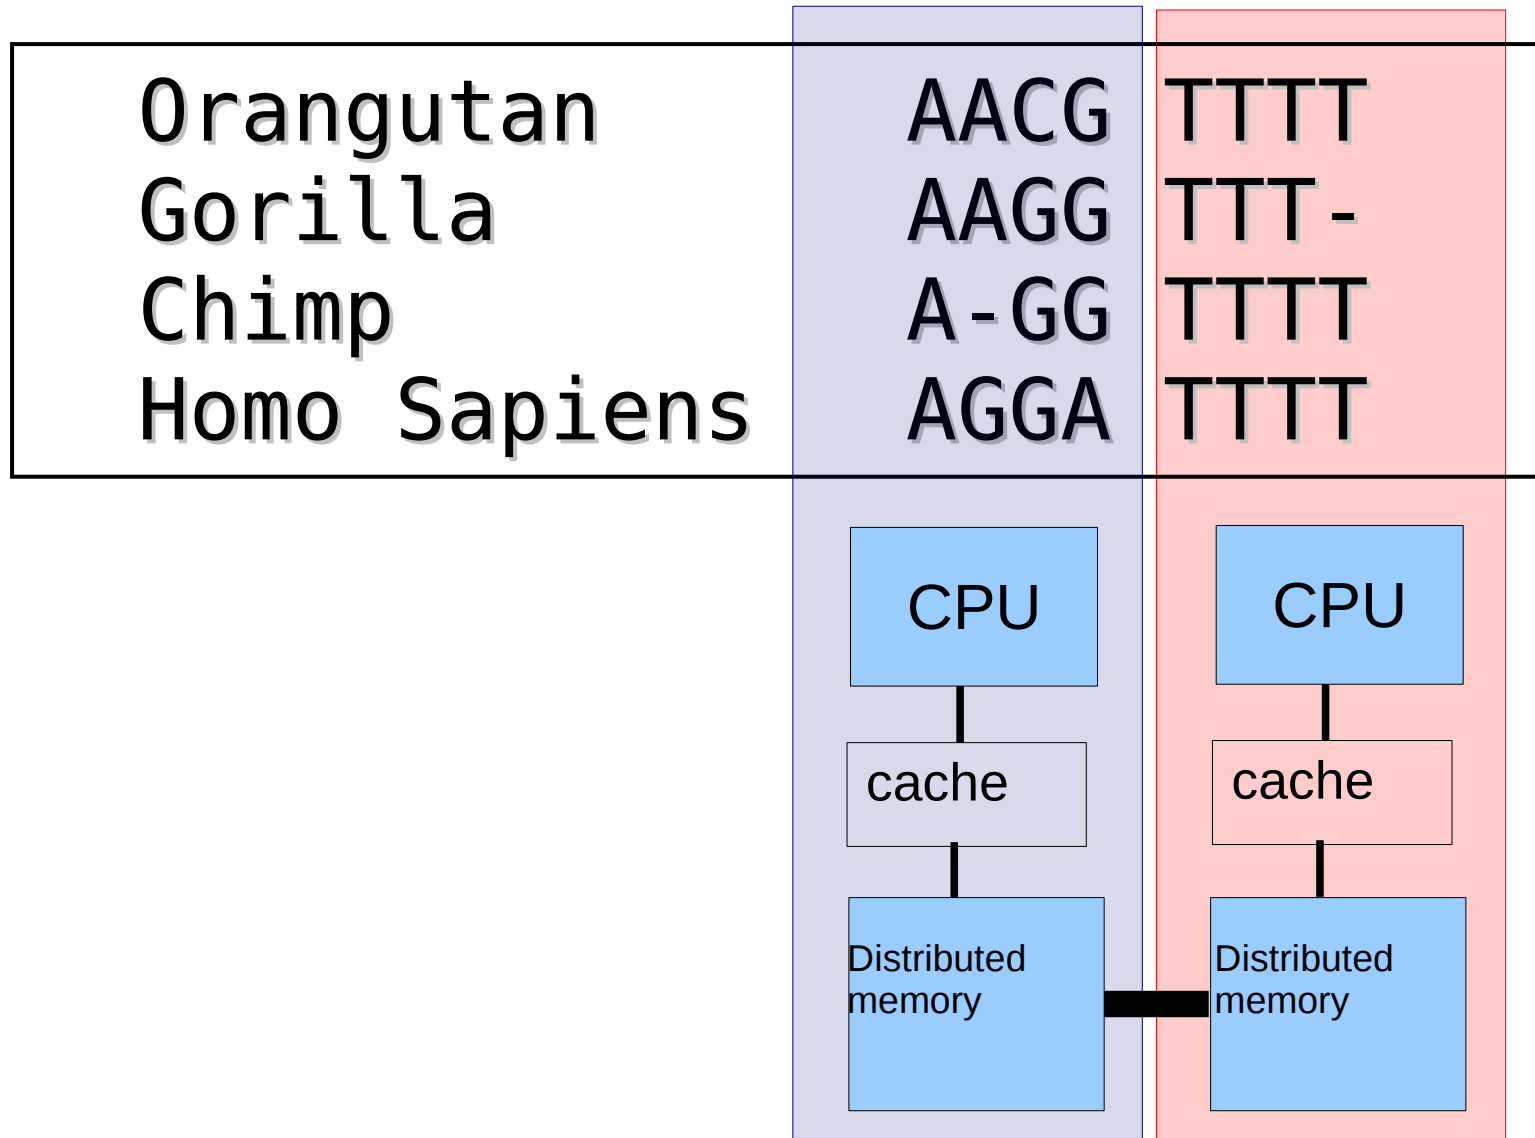 Orangutan AACG TTTT
Gorilla AAGG TTT-
Chimp A-GG TTTT
Homo Sapiens AGGA TTTT
CPU CPU
cache cache
Distributed Distributed
memory memory